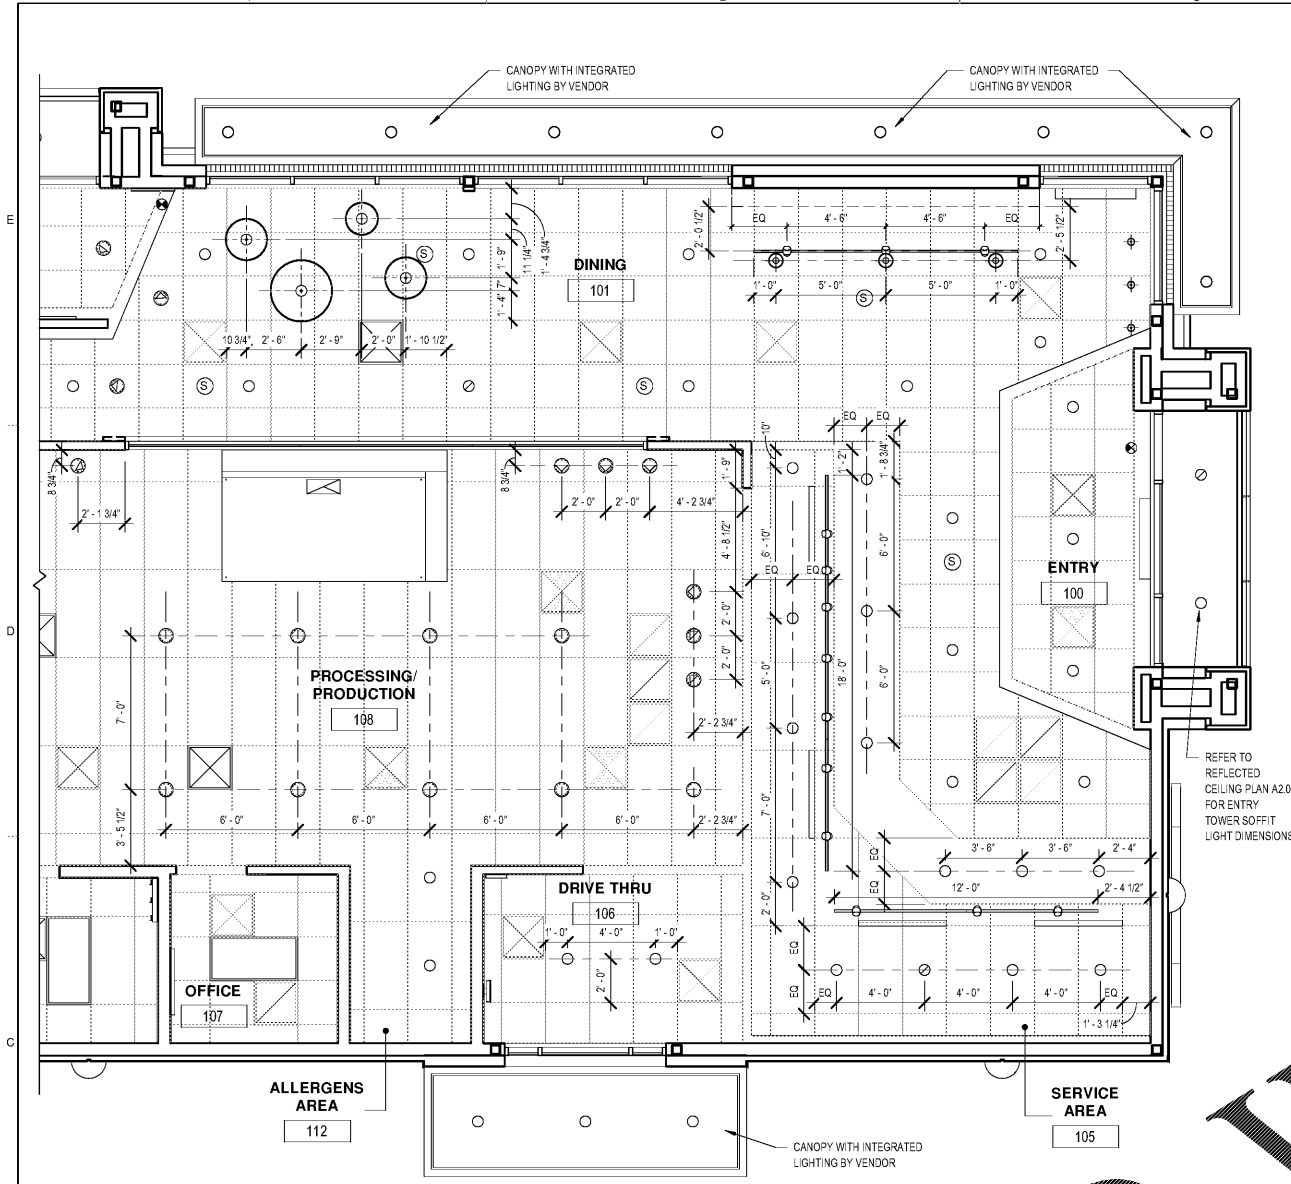 CANOPY WITH INTEGRATED
LIGHTING BY VENDOR
CANOPY WITH INTEGRATED
LIGHTING BY VENDOR
E
EQ
4' - 6"
4' - 6"
EQ
2' - 0 1/2"
2' - 5 1/2"
1' - 9"
11 1/4"
1' - 4 3/4"
7"
1' - 4"
S
DINING
101
1' - 0"
5' - 0"
5' - 0"
1' - 0"
S
10 3/4"
2' - 6"
2' - 9"
2' - 0"
1' - 10 1/2"
S
S
EQ
EQ
10"
8 3/4"
8 3/4"
1' - 9"
1' - 2"
1' - 8 3/4"
2' - 1 3/4"
2' - 0"
2' - 0"
4' - 2 3/4"
4' - 8 1/2"
6' - 10"
6' - 0"
S
EQ
EQ
ENTRY
100
D
2' - 0"
2' - 0"
7' - 0"
PROCESSING/
PRODUCTION
108
5' - 0"
18' - 0"
6' - 0"
2' - 2 3/4"
REFER TO
REFLECTED
CEILING PLAN A2.0
FOR ENTRY
TOWER SOFFIT
LIGHT DIMENSIONS
7' - 0"
3' - 5 1/2"
6' - 0"
6' - 0"
6' - 0"
6' - 0"
2' - 2 3/4"
EQ
EQ
3' - 6"
3' - 6"
2' - 4"
DRIVE THRU
106
12' - 0"
2' - 4 1/2"
2' - 0"
1' - 0"
4' - 0"
1' - 0"
2' - 0"
EQ
EQ
OFFICE
107
EQ
4' - 0"
4' - 0"
4' - 0"
EQ
1' - 3 1/4"
C
ALLERGENS
AREA
112
SERVICE
AREA
105
CANOPY WITH INTEGRATED
LIGHTING BY VENDOR